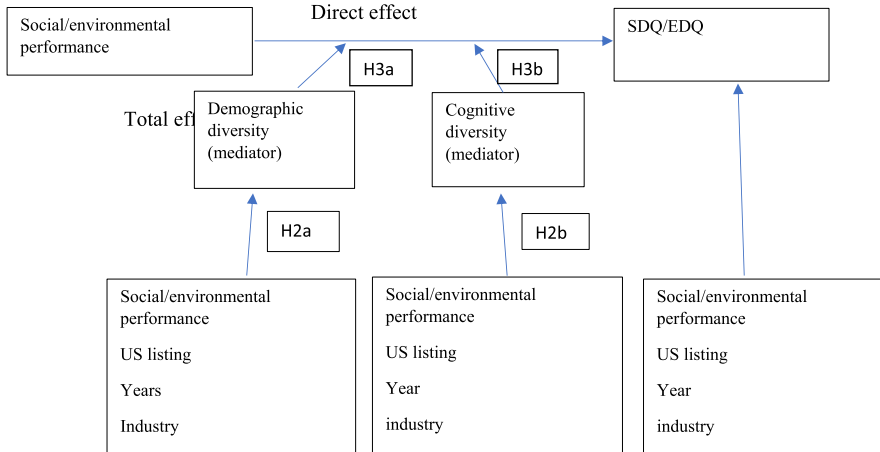 Direct effect
Social/environmental
performance
SDQ/EDQ
H3a
H3b
Total
Demographic
diversity
(mediator)
Cognitive
diversity
(mediator)
H2a
H2b
Social/environmental
performance
US listing
Years
Industry
Social/environmental
performance
US listing
Year
industry
Social/environmental
performance
US listing
Year
industry